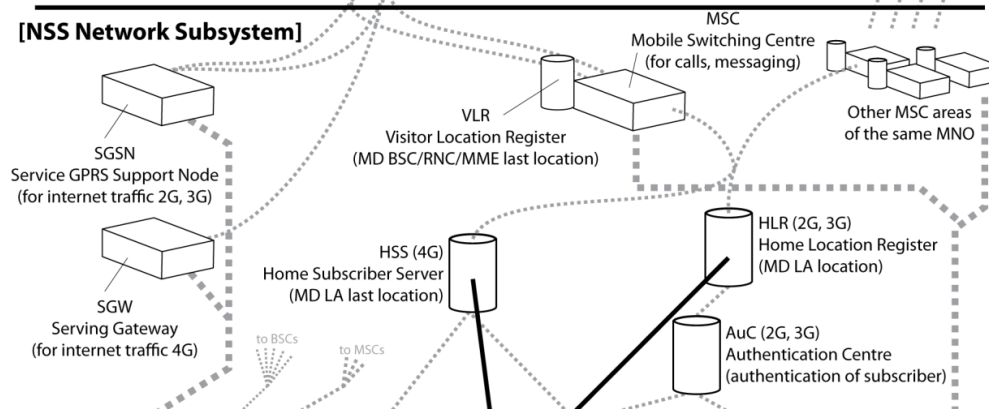 [NSS Network Subsystem]
MSC
Mobile Switching Centre
(for calls, messaging)
VLR
Visitor Location Register
(MD BSC/RNC/MME last location)
Other MSC areas
of the same MNO
SGSN
Service GPRS Support Node
(for internet traffic 2G, 3G)
HSS (4G)
Home Subscriber Server
(MD LA last location)
HLR (2G, 3G)
Home Location Register
(MD LA location)
SGW
Serving Gateway
(for internet traffic 4G)
to BSCs
to MSCs
AuC (2G, 3G)
Authentication Centre
(authentication of subscriber)